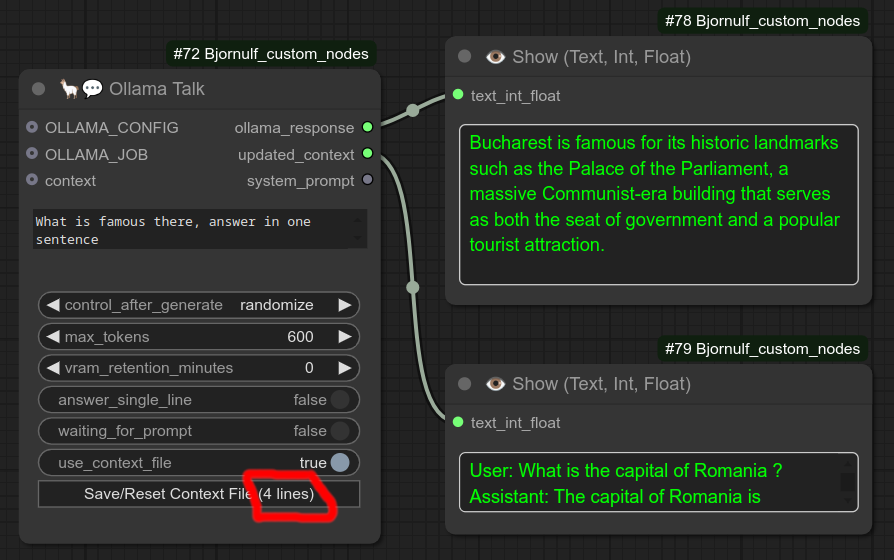 #72 Bjornulf_custom_nodes
Ollama Talk
OLLAMA_CONFIG ollama_response
OLLAMA_JOB updated_context
context system_prompt
What is famous there, answer in one
sentence
control_after_generate randomize
max_tokens 600
vram_retention_minutes 0
answer_single_line false
waiting_for_prompt false
use_context_file true
Save/Reset Context File (4 lines)
#78 Bjornulf_custom_nodes
Show (Text, Int, Float)
text_int_float
Bucharest is famous for its historic landmarks
such as the Palace of the Parliament, a
massive Communist-era building that serves
as both the seat of government and a popular
tourist attraction.
#79 Bjornulf_custom_nodes
Show (Text, Int, Float)
text_int_float
User: What is the capital of Romania ?
Assistant: The capital of Romania is